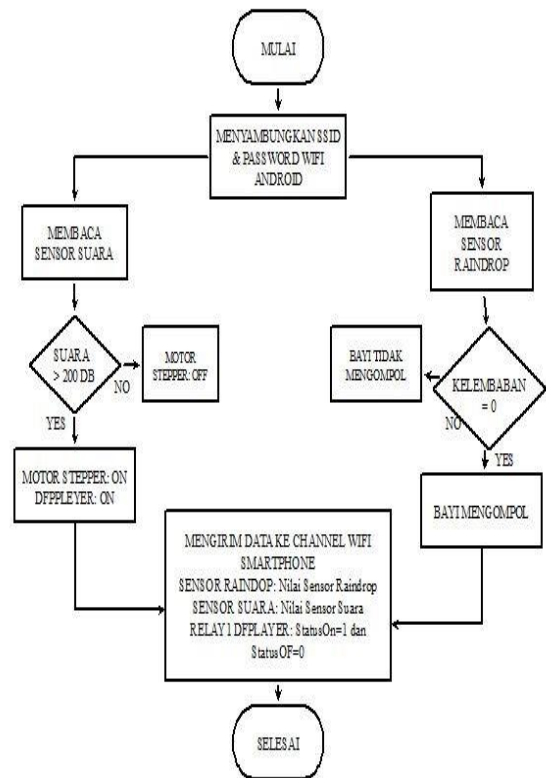 MULAI
MENYAMBUNGKAN SSID
& PASSWORD WIFI
ANDROID
MEMBACA
SENSOR SUARA
MEMBACA
SENSOR
RAINDROP
SUARA
> 200 DB
NO
YES
MOTOR
STEPPER: OFF
BAYI TIDAK
MENGOMPOL
KELEMBABAN
= 0
NO
YES
MOTOR STEPPER: ON
DFPPLEYER: ON
BAYI MENGOMPOL
MENGIRIM DATA KE CHANNEL WIFI
SMARTPHONE
SENSOR RAINDOP: Nilai Sensor Raindrop
SENSOR SUARA: Nilai Sensor Suara
RELAY 1 DFPLAYER: StatusOn=1 dan
StatusOF=0
SELESAI